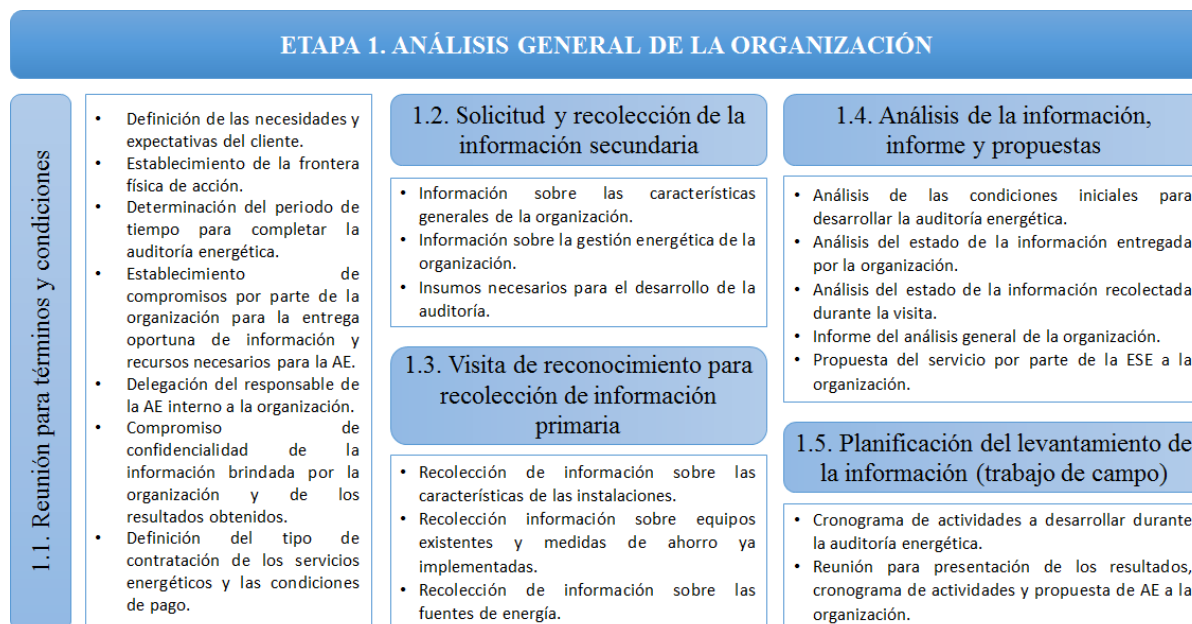 ETAPA 1. ANÁLISIS GENERAL DE LA ORGANIZACIÓN
1.1. Reunión para términos y condiciones
• Definición de las necesidades y
expectativas del cliente.
• Establecimiento de la frontera
física de acción.
• Determinación del periodo de
tiempo para completar la
auditoría energética.
• Establecimiento de
compromisos por parte de la
organización para la entrega
oportuna de información y
recursos necesarios para la AE.
• Delegación del responsable de
la AE interno a la organización.
• Compromiso de
confidencialidad de la
información brindada por la
organización y de los
resultados obtenidos.
• Definición del tipo de
contratación de los servicios
energéticos y las condiciones
de pago.
1.2. Solicitud y recolección de la
información secundaria
• Información sobre las características
generales de la organización.
• Información sobre la gestión energética de la
organización.
• Insumos necesarios para el desarrollo de la
auditoría.
1.3. Visita de reconocimiento para
recolección de información
primaria
• Recolección de información sobre las
características de las instalaciones.
• Recolección información sobre equipos
existentes y medidas de ahorro ya
implementadas.
• Recolección de información sobre las
fuentes de energía.
1.4. Análisis de la información,
informe y propuestas
• Análisis de las condiciones iniciales para
desarrollar la auditoría energética.
• Análisis del estado de la información entregada
por la organización.
• Análisis del estado de la información recolectada
durante la visita.
• Informe del análisis general de la organización.
• Propuesta del servicio por parte de la ESE a la
organización.
1.5. Planificación del levantamiento de
la información (trabajo de campo)
• Cronograma de actividades a desarrollar durante
la auditoría energética.
• Reunión para presentación de los resultados,
cronograma de actividades y propuesta de AE a la
organización.